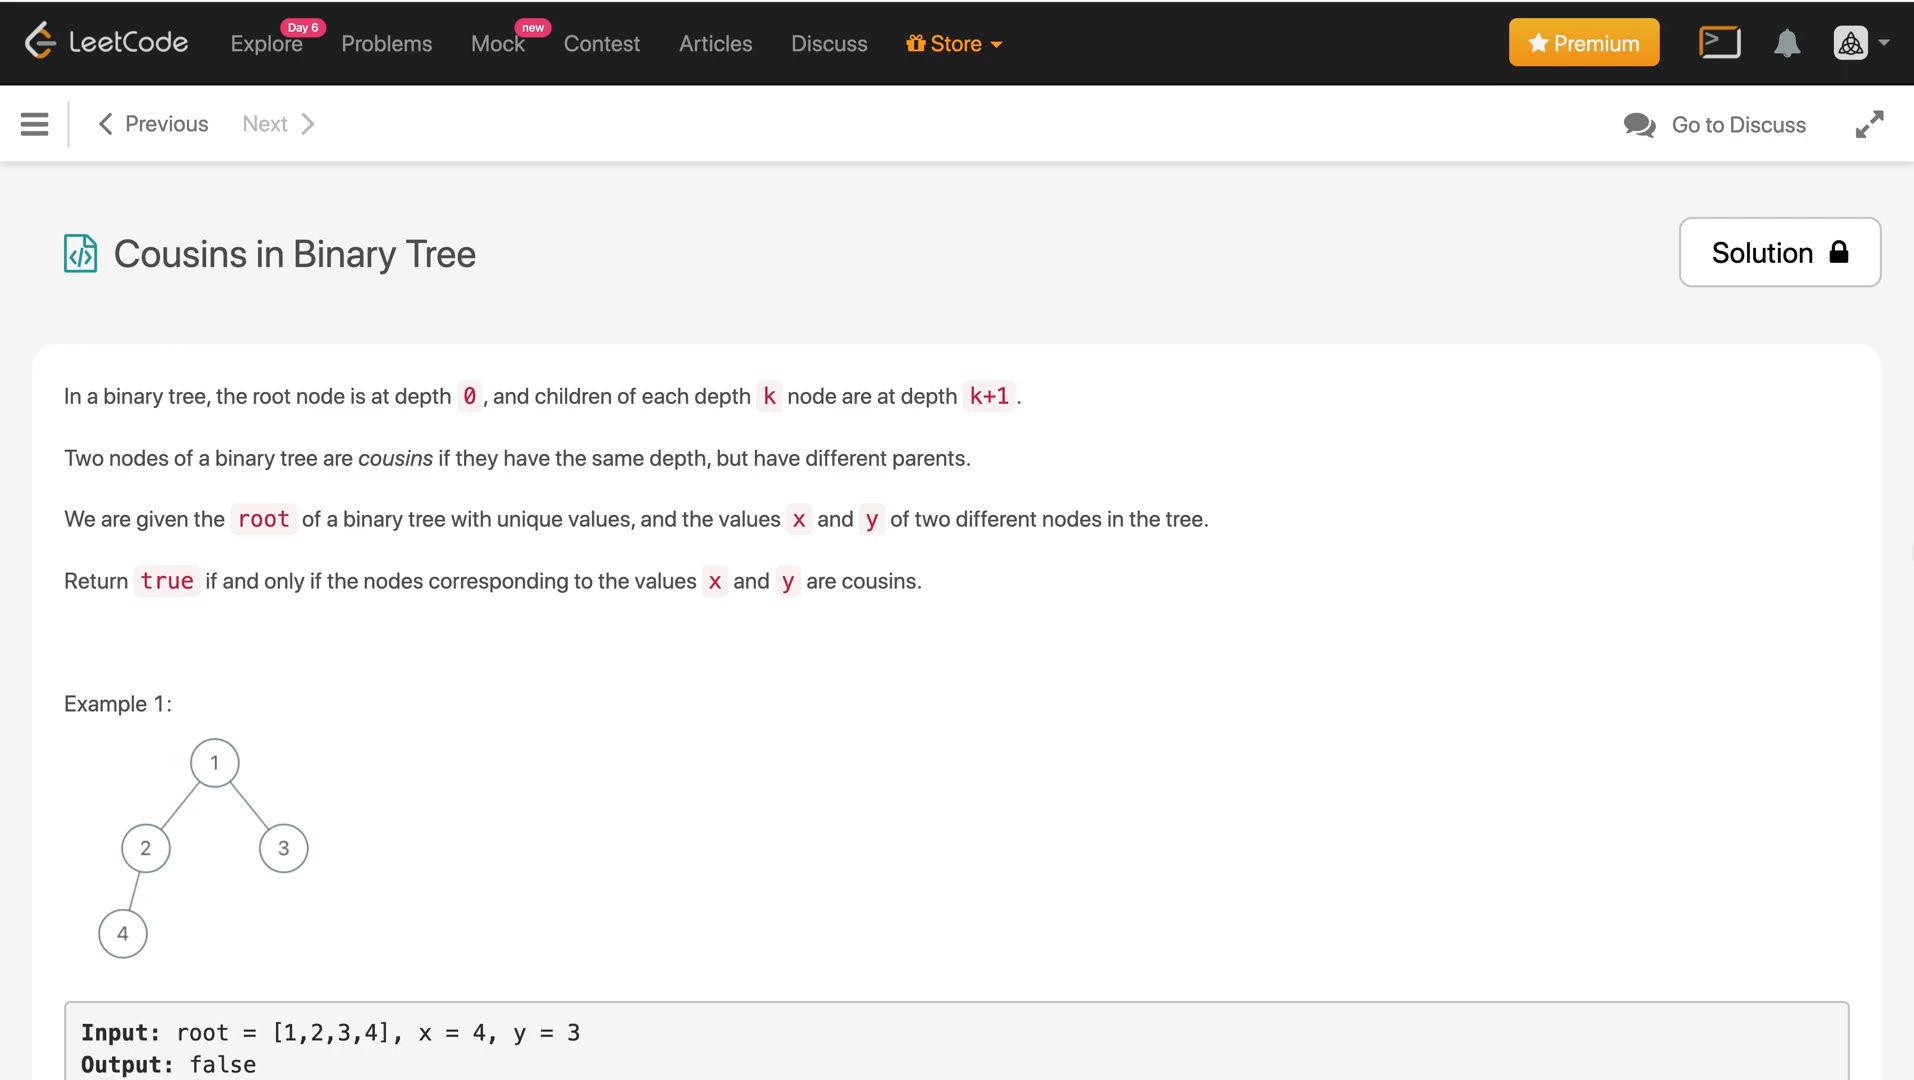 LeetCode Explore Day 6 Problems Mock new Contest Articles Discuss Store Premium
Previous Next Go to Discuss
Cousins in Binary Tree
Solution
In a binary tree, the root node is at depth 0, and children of each depth k node are at depth k+1.
Two nodes of a binary tree are cousins if they have the same depth, but have different parents.
We are given the root of a binary tree with unique values, and the values x and y of two different nodes in the tree.
Return true if and only if the nodes corresponding to the values x and y are cousins.
Example 1:
1
2 3
4
Input: root = [1,2,3,4], x = 4, y = 3
Output: false